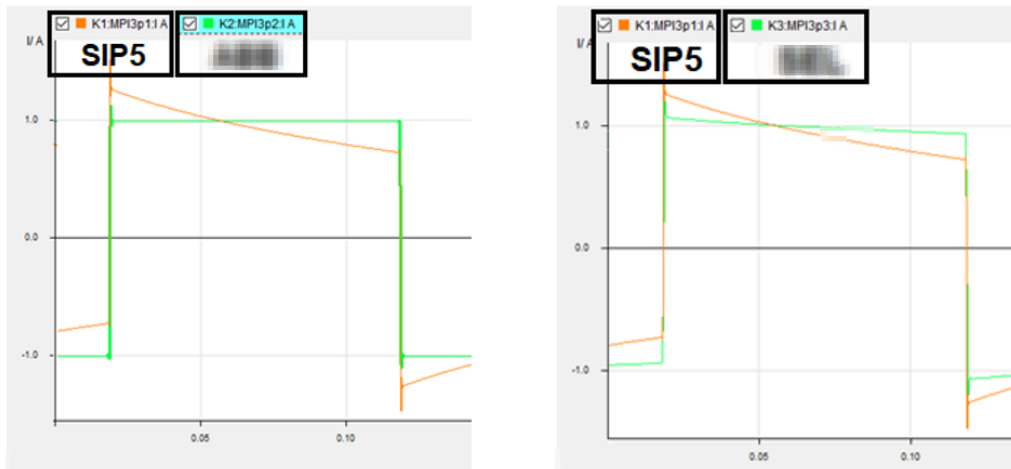 K1:MPI3p1:I A
K2:MPI3p2:I A
I/ A
SIP5
1.0
0.0
-1.0
0.05
0.10
K1:MPI3p1:I A
K3:MPI3p3:I A
I/ A
SIP5
1.0
0.0
-1.0
0.05
0.10